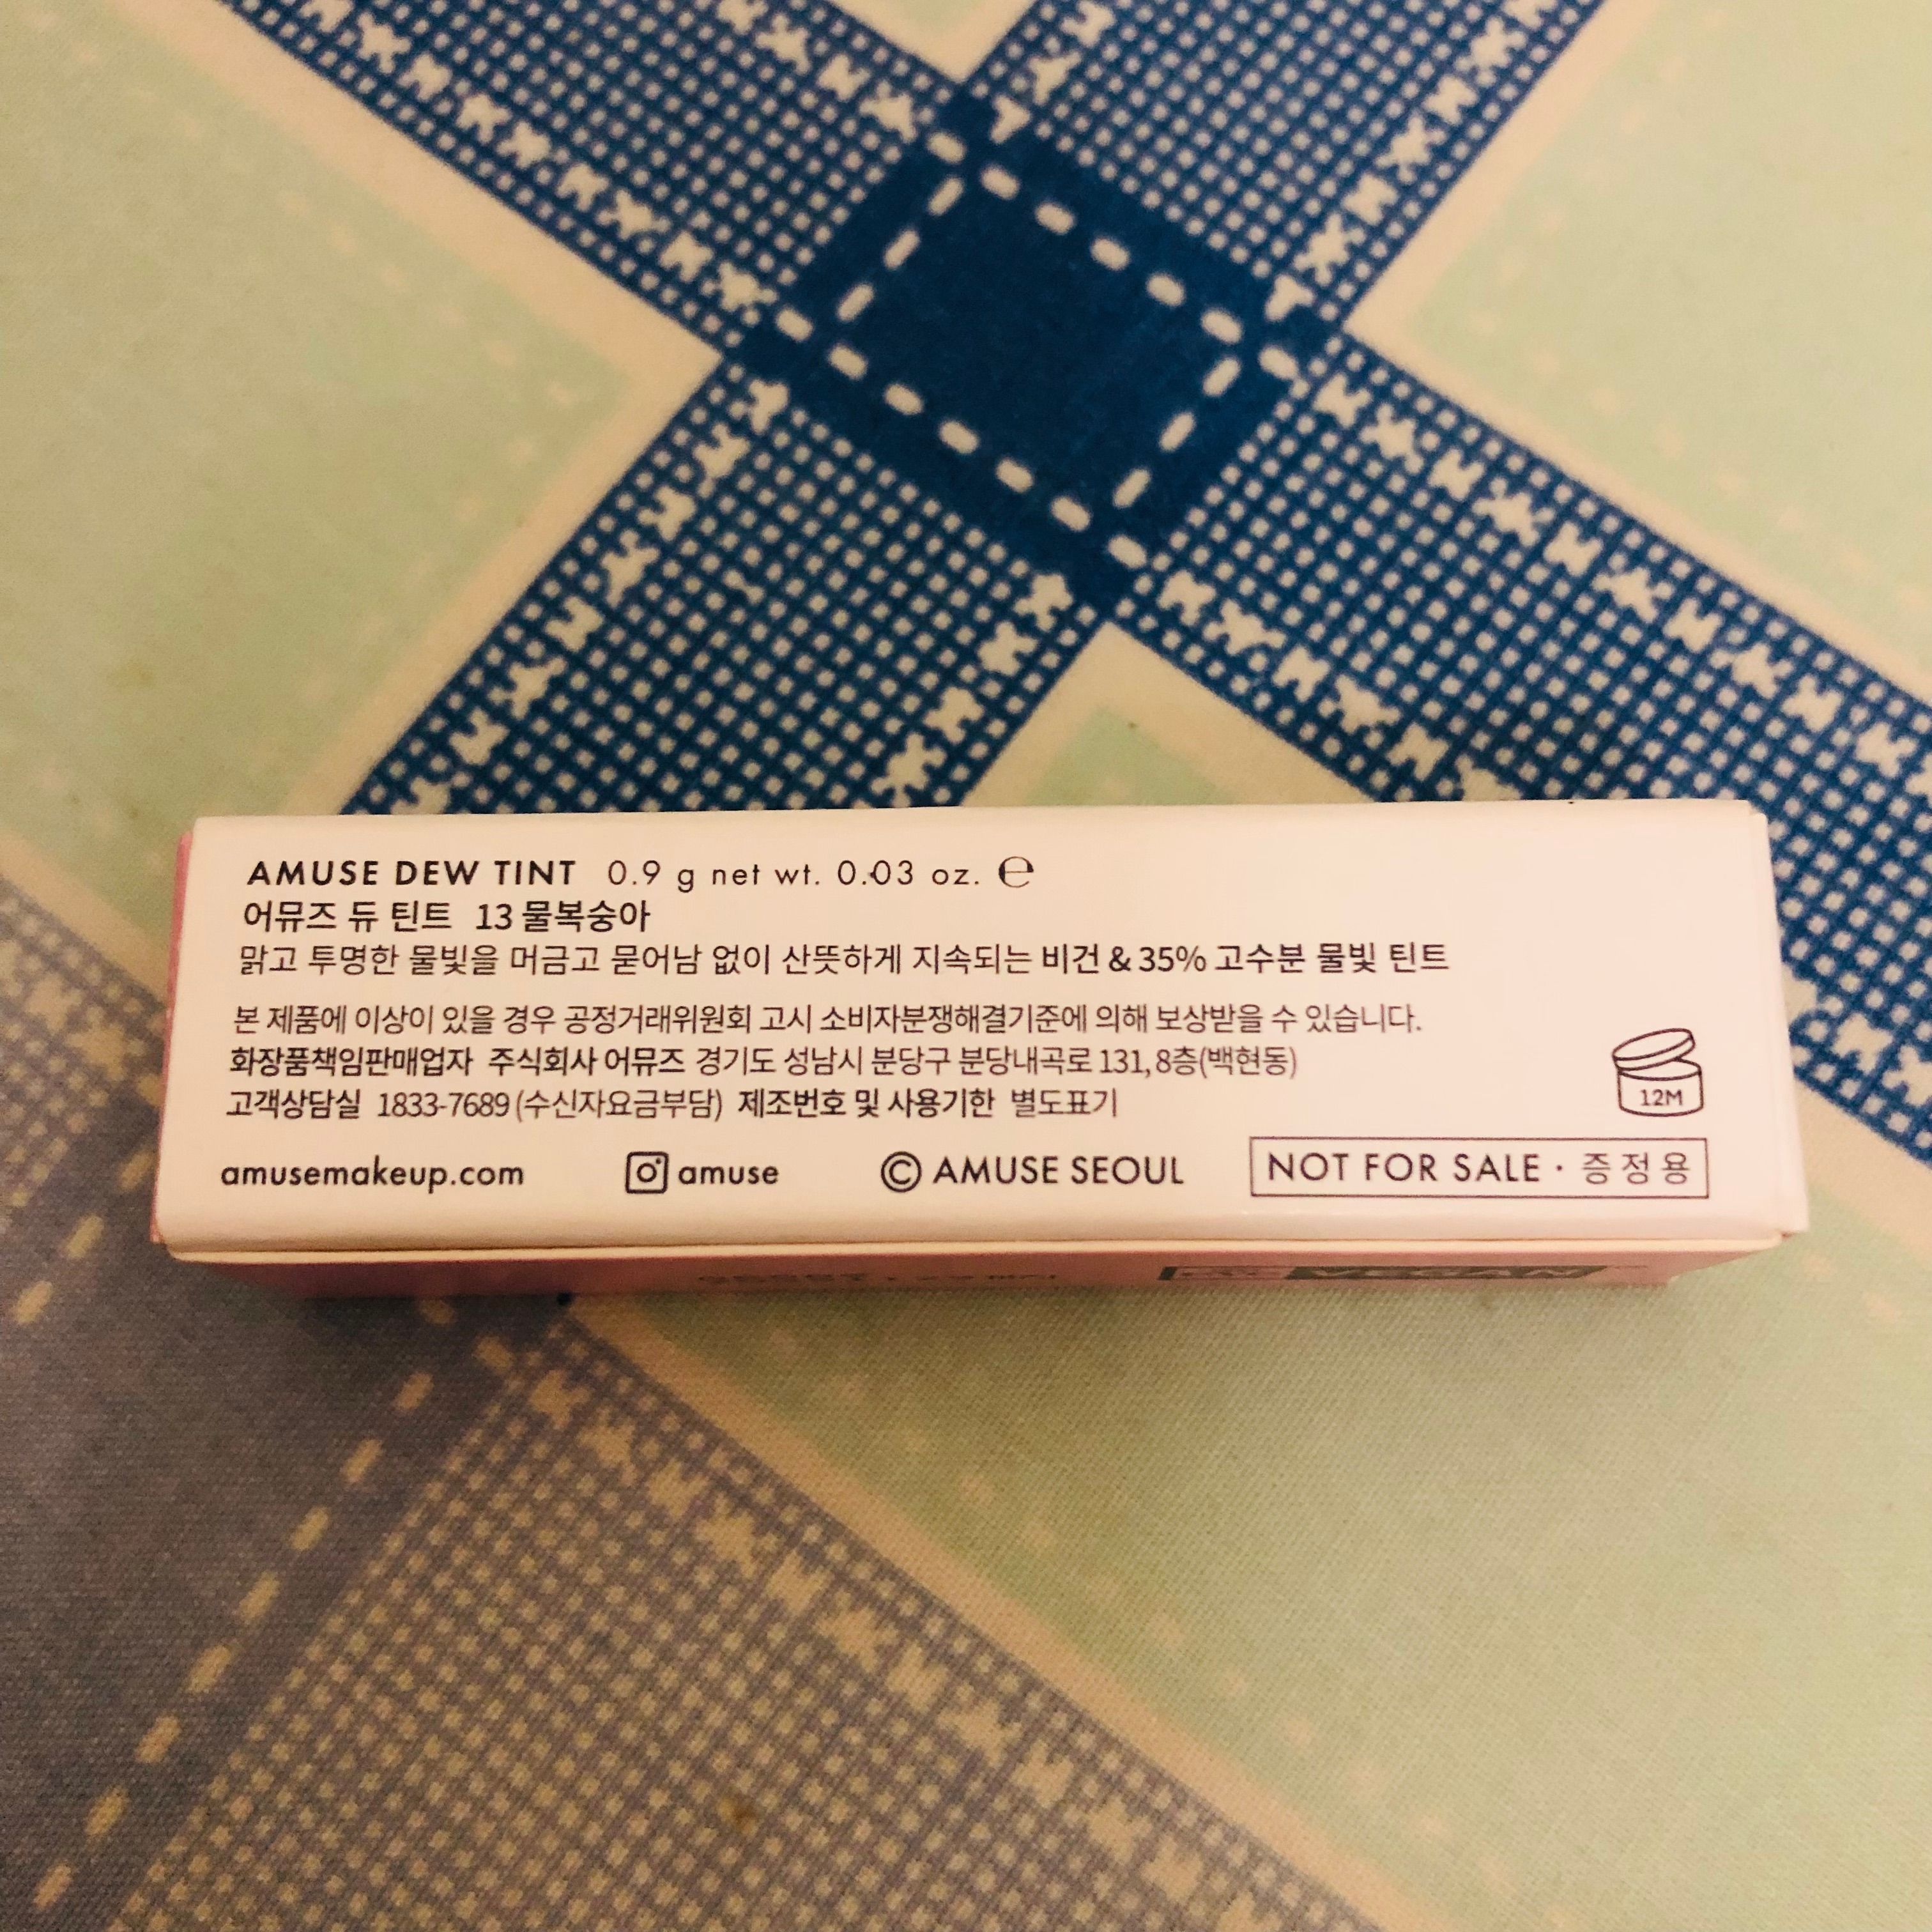 AMUSE DEW TINT 0.9 g net wt. 0.03 oz. ℮
어뮤즈 듀 틴트 13 물복숭아
맑고 투명한 물빛을 머금고 묻어남 없이 산뜻하게 지속되는 비건 & 35% 고수분 물빛 틴트
본 제품에 이상이 있을 경우 공정거래위원회 고시 소비자분쟁해결기준에 의해 보상받을 수 있습니다.
화장품책임판매업자 주식회사 어뮤즈 경기도 성남시 분당구 분당내곡로 131, 8층(백현동)
고객상담실 1833-7689 (수신자요금부담) 제조번호 및 사용기한 별도표기
12M
amusemakeup.com amuse © AMUSE SEOUL NOT FOR SALE · 증정용
VEGAN